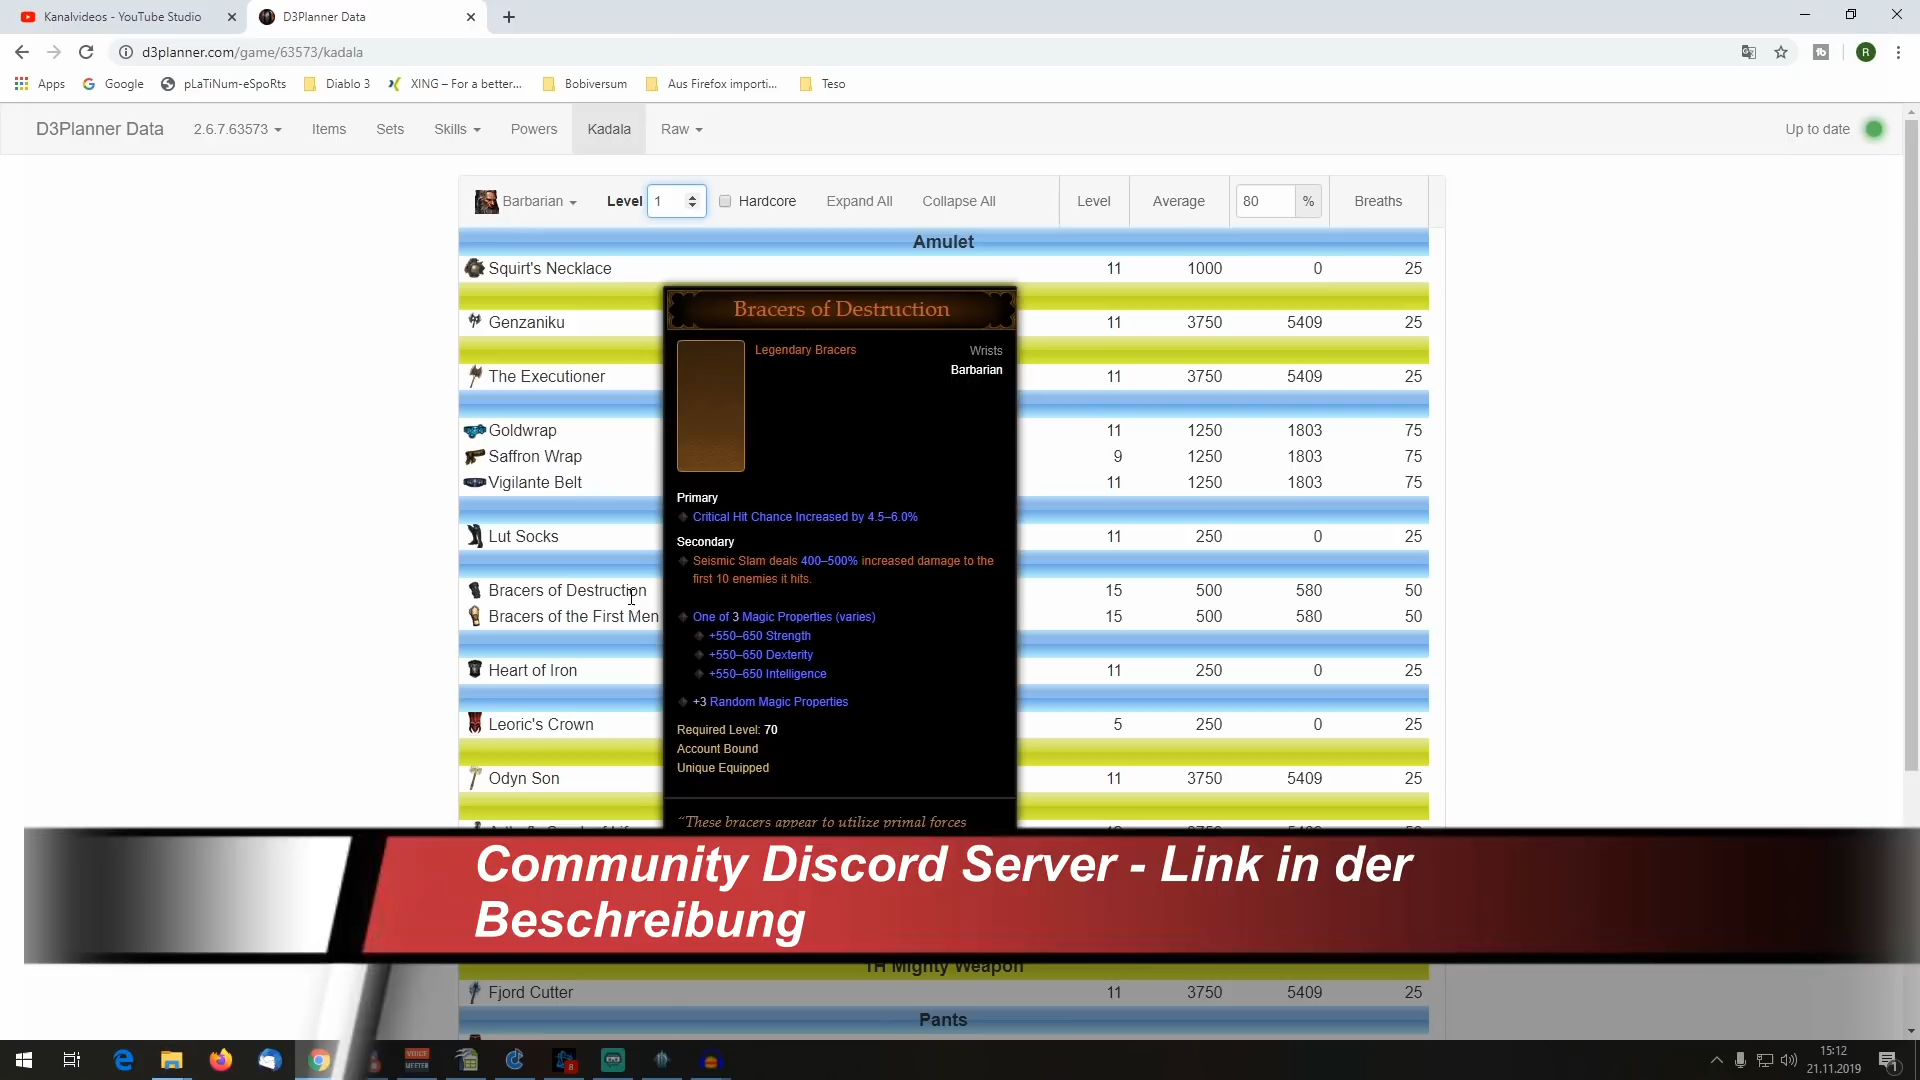 Kanalvideos - YouTube Studio
D3Planner Data
d3planner.com/game/63573/kadala
Apps
Google
pLaTiNum-eSpoRts
Diablo 3
XING – For a better...
Bobiversum
Aus Firefox importi...
Teso
D3Planner Data
2.6.7.63573
Items
Sets
Skills
Powers
Kadala
Raw
Up to date
Barbarian
Level 1
Hardcore
Expand All
Collapse All
Level
Average
80 %
Breaths
Amulet
Squirt's Necklace 11 1000 0 25
Genzaniku 11 3750 5409 25
The Executioner 11 3750 5409 25
Goldwrap 11 1250 1803 75
Saffron Wrap 9 1250 1803 75
Vigilante Belt 11 1250 1803 75
Lut Socks 11 250 0 25
Bracers of Destruction 15 500 580 50
Bracers of the First Men 15 500 580 50
Heart of Iron 11 250 0 25
Leoric's Crown 5 250 0 25
Odyn Son 11 3750 5409 25
Bracers of Destruction
Legendary Bracers
Wrists
Barbarian
Primary
Critical Hit Chance Increased by 4.5–6.0%
Secondary
Seismic Slam deals 400–500% increased damage to the
first 10 enemies it hits.
One of 3 Magic Properties (varies)
+550–650 Strength
+550–650 Dexterity
+550–650 Intelligence
+3 Random Magic Properties
Required Level: 70
Account Bound
Unique Equipped
“These bracers appear to utilize primal forces
Community Discord Server - Link in der
Beschreibung
1H Mighty Weapon
Fjord Cutter 11 3750 5409 25
Pants
15:12
21.11.2019